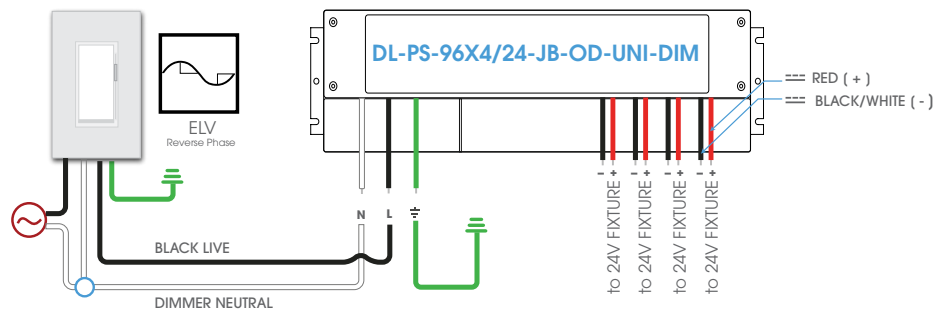 DL-PS-96X4/24-JB-OD-UNI-DIM
RED ( + )
BLACK/WHITE ( - )
ELV
Reverse Phase
- + - + - + - +
to 24V FIXTURE
to 24V FIXTURE
to 24V FIXTURE
to 24V FIXTURE
N L
BLACK LIVE
DIMMER NEUTRAL